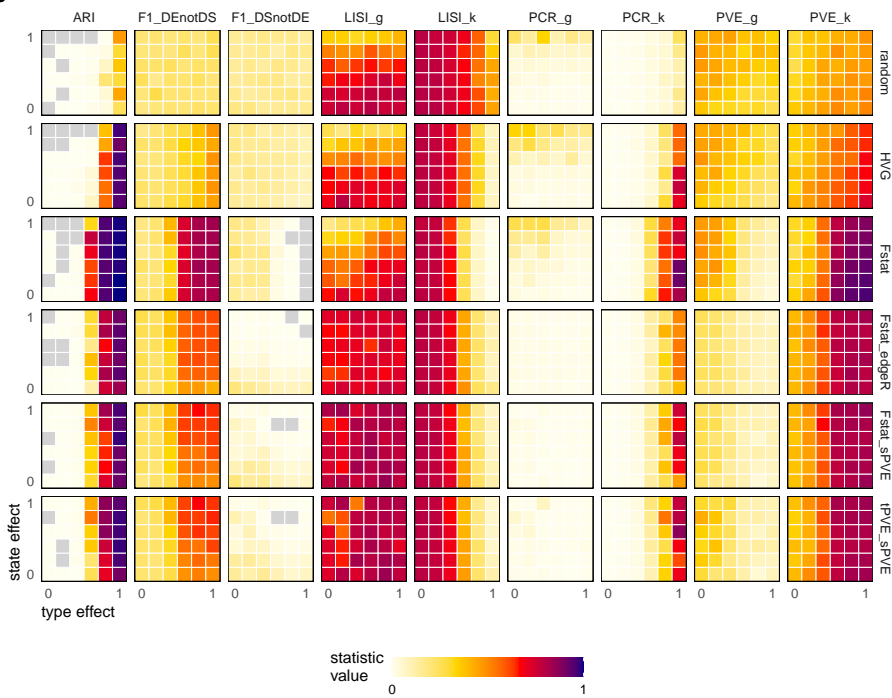 ARI F1_DEnotDS F1_DSnotDE LISI_g LISI_k PCR_g PCR_k PVE_g PVE_k
1
0
random
1
0
HVG
1
0
Fstat
1
0
Fstat_edgeR
1
0
Fstat_sPVE
1
0
tPVE_sPVE
state effect
0 1 0 1 0 1 0 1 0 1 0 1 0 1 0 1 0 1
type effect
statistic
value
0 1